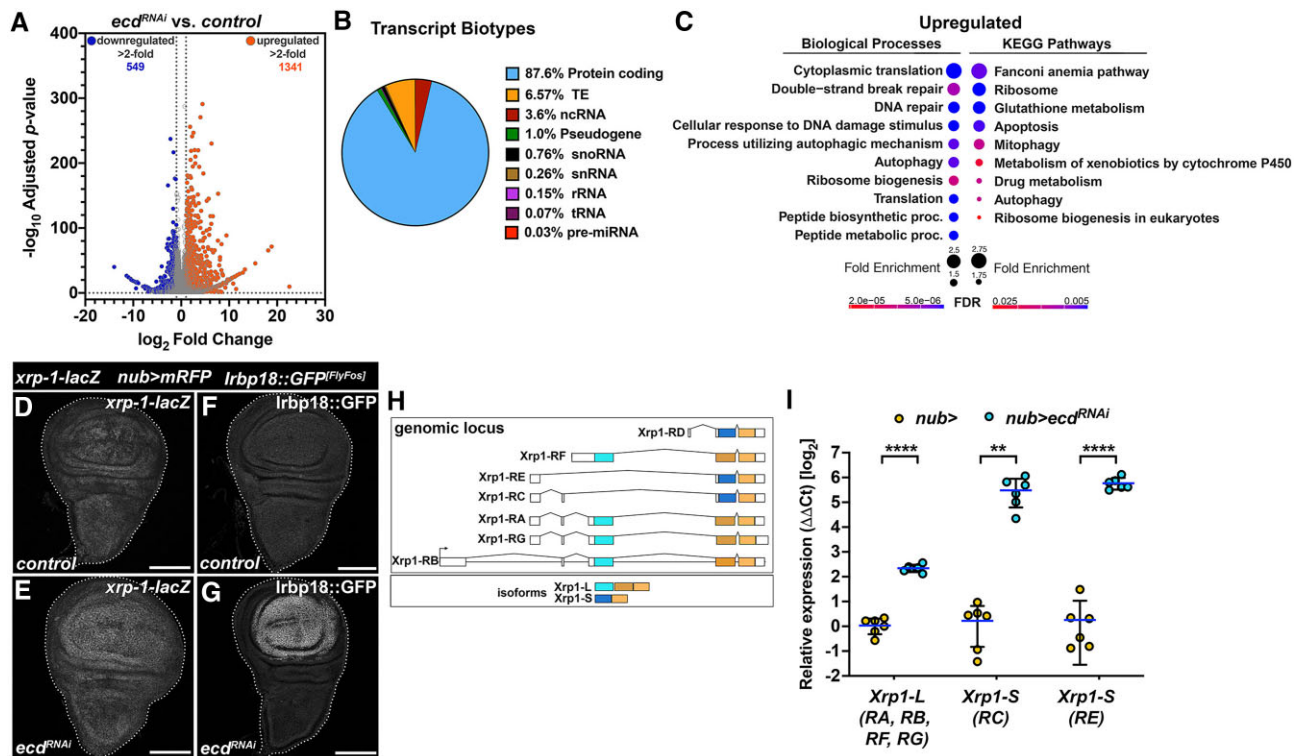 A
ecdRNAi vs. control
downregulated
>2-fold
549
upregulated
>2-fold
1341
400
300
200
100
0
-log10 Adjusted p-value
-20
-10
0
10
20
30
log2 Fold Change
B
Transcript Biotypes
87.6% Protein coding
6.57% TE
3.6% ncRNA
1.0% Pseudogene
0.76% snoRNA
0.26% snRNA
0.15% rRNA
0.07% tRNA
0.03% pre-miRNA
C
Upregulated
Biological Processes
KEGG Pathways
Cytoplasmic translation
Double-strand break repair
DNA repair
Cellular response to DNA damage stimulus
Process utilizing autophagic mechanism
Autophagy
Ribosome biogenesis
Translation
Peptide biosynthetic proc.
Peptide metabolic proc.
Fanconi anemia pathway
Ribosome
Glutathione metabolism
Apoptosis
Mitophagy
Metabolism of xenobiotics by cytochrome P450
Drug metabolism
Autophagy
Ribosome biogenesis in eukaryotes
Fold Enrichment
2.5
1.5
2.75
1.75
Fold Enrichment
2.0e-05
5.0e-06
FDR
0.025
0.005
xrp-1-lacZ nub>mRFP Irbp18::GFP[FlyFos]
D
xrp-1-lacZ
control
F
Irbp18::GFP
control
E
xrp-1-lacZ
ecdRNAi
G
Irbp18::GFP
ecdRNAi
H
genomic locus
Xrp1-RD
Xrp1-RF
Xrp1-RE
Xrp1-RC
Xrp1-RA
Xrp1-RG
Xrp1-RB
isoforms
Xrp1-L
Xrp1-S
I
nub>
nub>ecdRNAi
****
**
****
Relative expression (ΔΔCt) [log2]
7
6
5
4
3
2
1
0
-1
-2
Xrp1-L
(RA, RB,
RF, RG)
Xrp1-S
(RC)
Xrp1-S
(RE)